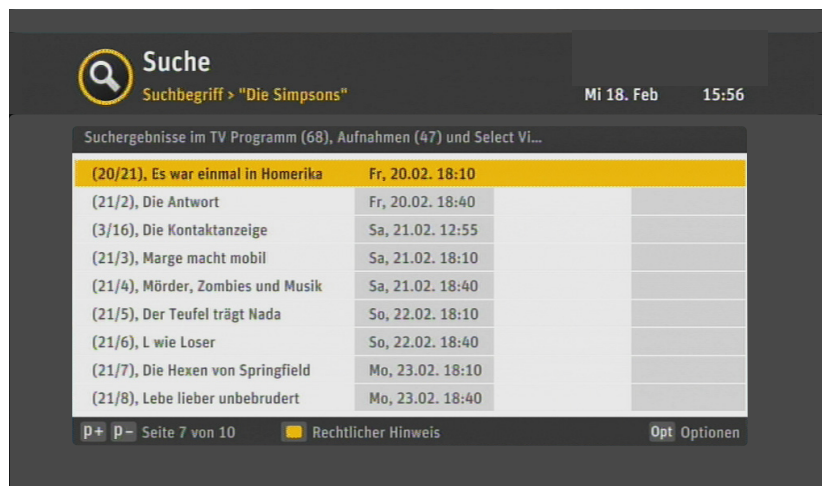 Suche
Suchbegriff > "Die Simpsons"
Mi 18. Feb 15:56
Suchergebnisse im TV Programm (68), Aufnahmen (47) und Select Vi...
(20/21), Es war einmal in Homerika Fr, 20.02. 18:10
(21/2), Die Antwort Fr, 20.02. 18:40
(3/16), Die Kontaktanzeige Sa, 21.02. 12:55
(21/3), Marge macht mobil Sa, 21.02. 18:10
(21/4), Mörder, Zombies und Musik Sa, 21.02. 18:40
(21/5), Der Teufel trägt Nada So, 22.02. 18:10
(21/6), L wie Loser So, 22.02. 18:40
(21/7), Die Hexen von Springfield Mo, 23.02. 18:10
(21/8), Lebe lieber unbebrudert Mo, 23.02. 18:40
p+ p- Seite 7 von 10 Rechtlicher Hinweis Opt Optionen